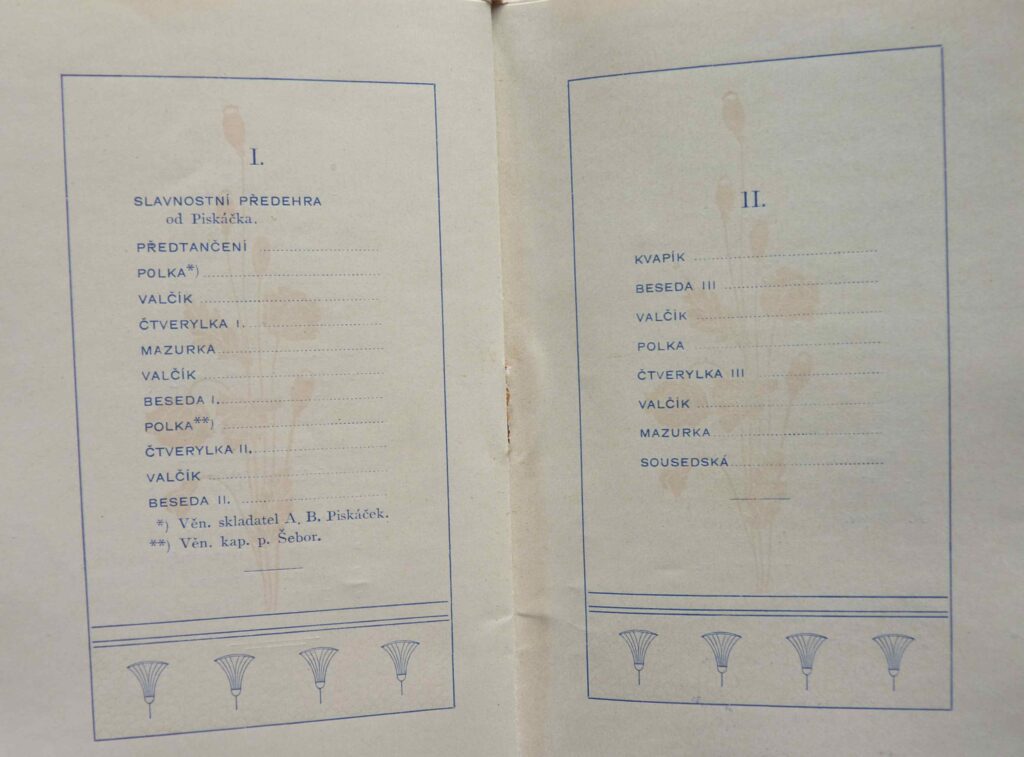 I.
SLAVNOSTNÍ PŘEDEHRA
od Piskáčka.
PŘEDTANČENÍ
POLKA*)
VALČÍK
ČTVERYLKA I.
MAZURKA
VALČÍK
BESEDA I.
POLKA**)
ČTVERYLKA II.
VALČÍK
BESEDA II.
*) Věn. skladatel A. B. Piskáček.
**) Věn. kap. p. Šebor.
II.
KVAPÍK
BESEDA III
VALČÍK
POLKA
ČTVERYLKA III
VALČÍK
MAZURKA
SOUSEDSKÁ